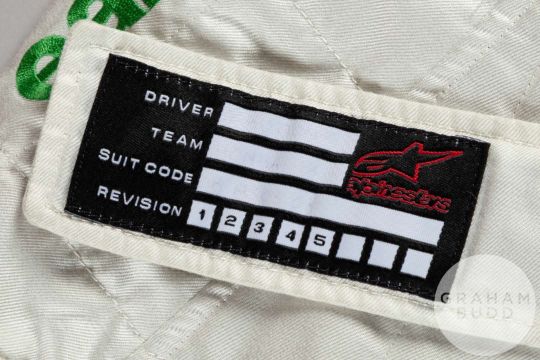 DRIVER
TEAM
SUIT CODE
REVISION 1 2 3 4 5
alpinestars
GRAHAM
BUDD